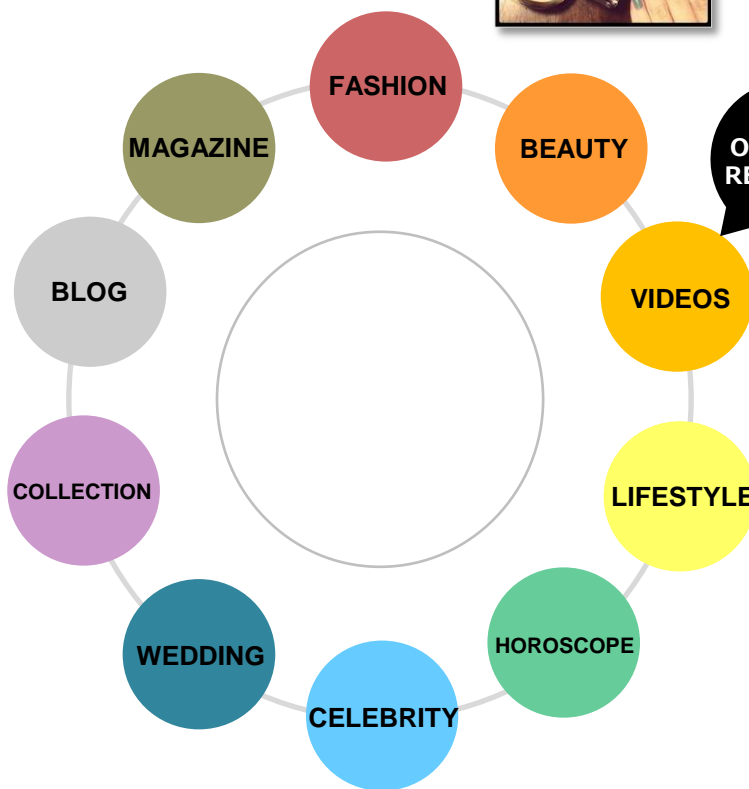 FASHION
MAGAZINE
BEAUTY
BLOG
VIDEOS
COLLECTION
LIFESTYLE
HOROSCOPE
WEDDING
CELEBRITY